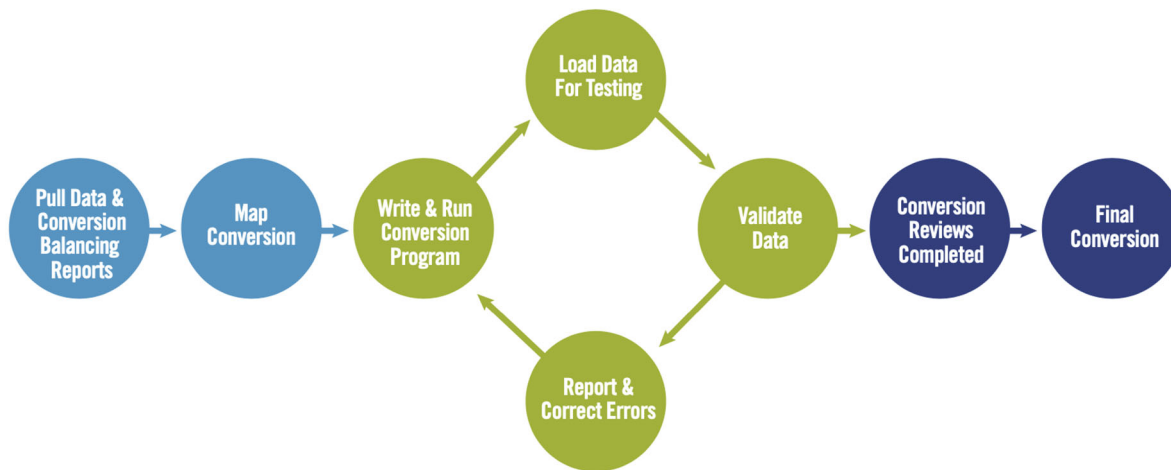 Pull Data &
Conversion
Balancing
Reports
Map
Conversion
Write & Run
Conversion
Program
Load Data
For Testing
Validate
Data
Report &
Correct Errors
Conversion
Reviews
Completed
Final
Conversion